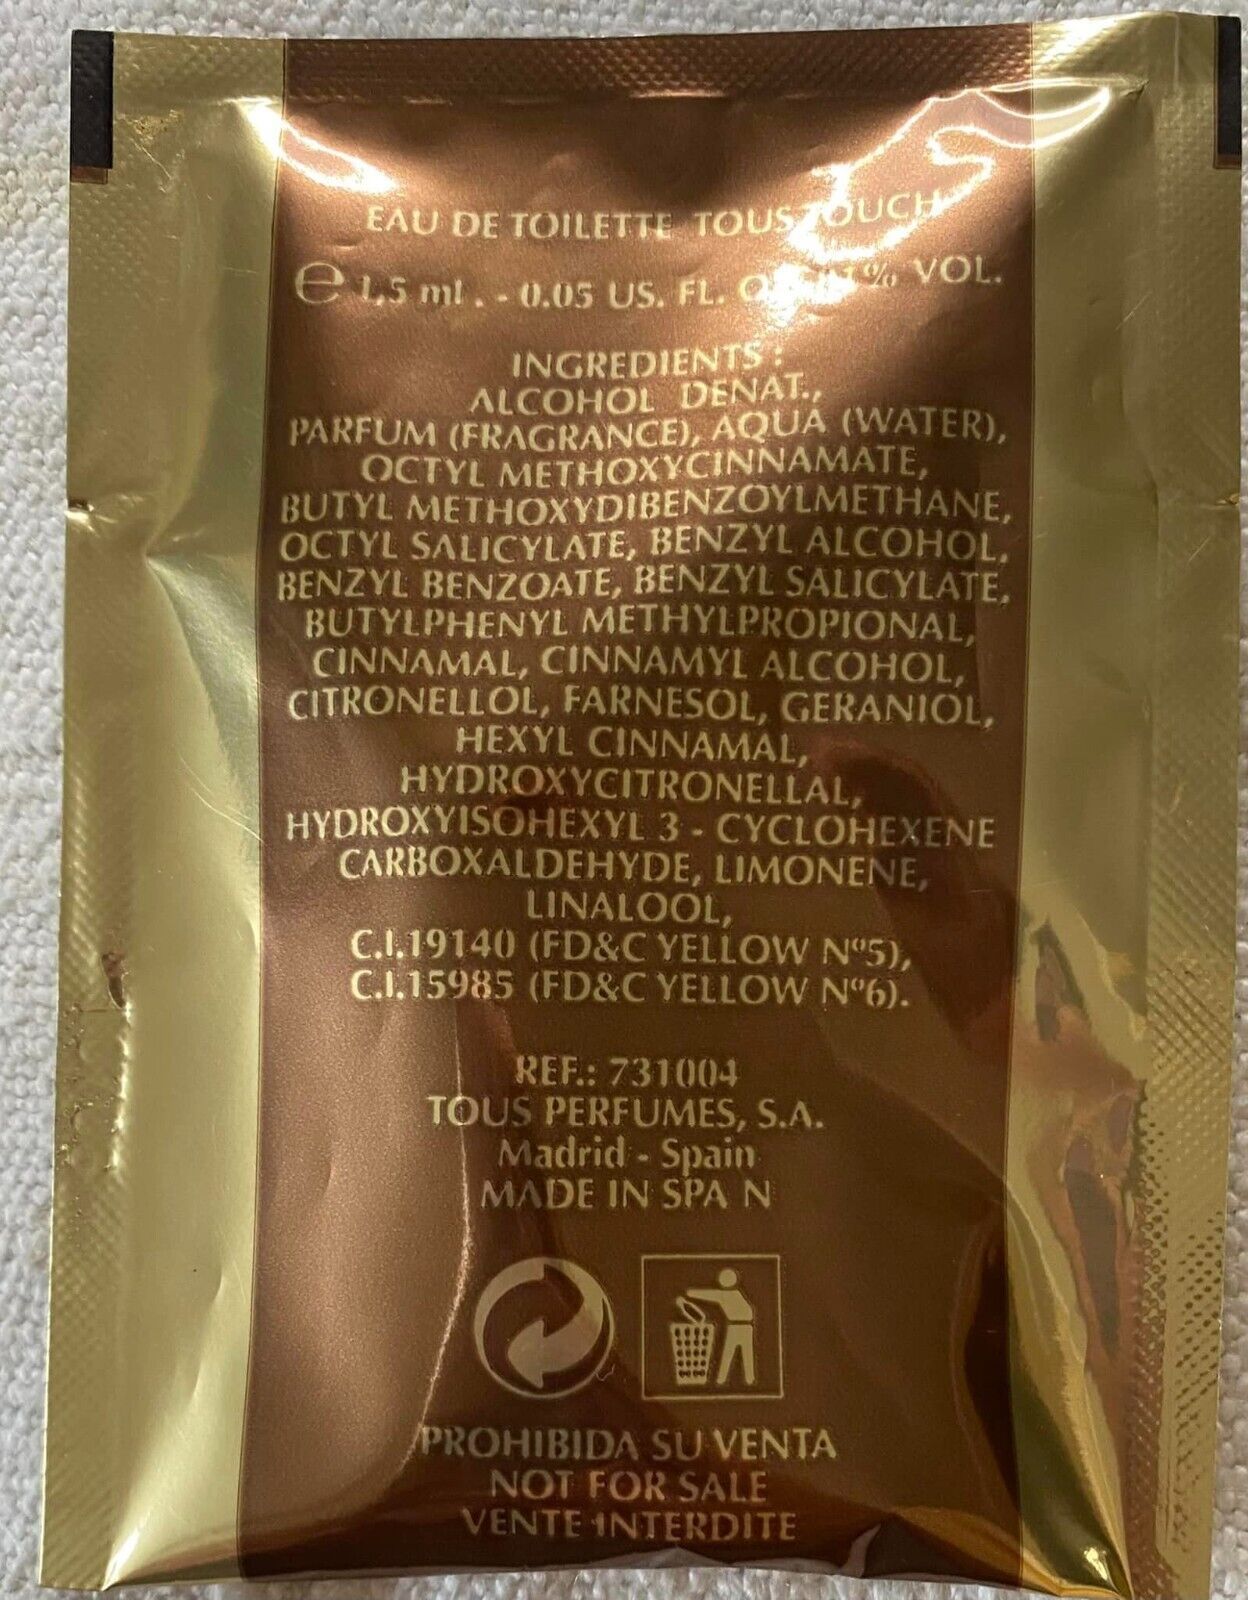 EAU DE TOILETTE TOUS TOUCH
e 1,5 ml . - 0.05 US. FL. % VOL.
INGREDIENTS :
ALCOHOL DENAT.,
PARFUM (FRAGRANCE), AQUA (WATER),
OCTYL METHOXYCINNAMATE,
BUTYL METHOXYDIBENZOYLMETHANE,
OCTYL SALICYLATE, BENZYL ALCOHOL,
BENZYL BENZOATE, BENZYL SALICYLATE,
BUTYLPHENYL METHYLPROPIONAL,
CINNAMAL, CINNAMYL ALCOHOL,
CITRONELLOL, FARNESOL, GERANIOL,
HEXYL CINNAMAL,
HYDROXYCITRONELLAL,
HYDROXYISOHEXYL 3 - CYCLOHEXENE
CARBOXALDEHYDE, LIMONENE,
LINALOOL,
C.I.19140 (FD&C YELLOW Nº5),
C.I.15985 (FD&C YELLOW Nº6).
REF.: 731004
TOUS PERFUMES, S.A.
Madrid - Spain
MADE IN SPA N
PROHIBIDA SU VENTA
NOT FOR SALE
VENTE INTERDITE